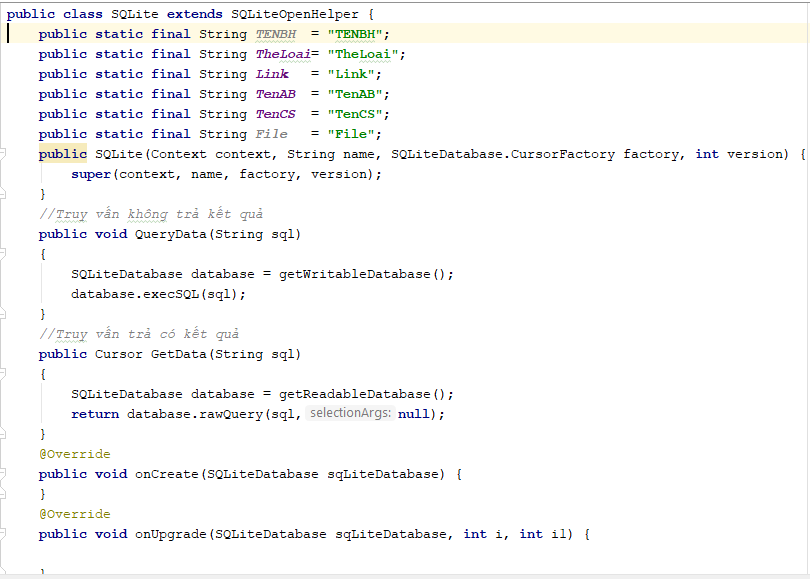 public class SQLite extends SQLiteOpenHelper {
public static final String TENBH = "TENBH";
public static final String TheLoai= "TheLoai";
public static final String Link = "Link";
public static final String TenAB = "TenAB";
public static final String TenCS = "TenCS";
public static final String File = "File";
public SQLite(Context context, String name, SQLiteDatabase.CursorFactory factory, int version) {
super(context, name, factory, version);
}
//Truy vấn không trả kết quả
public void QueryData(String sql)
{
SQLiteDatabase database = getWritableDatabase();
database.execSQL(sql);
}
//Truy vấn trả có kết quả
public Cursor GetData(String sql)
{
SQLiteDatabase database = getReadableDatabase();
return database.rawQuery(sql, selectionArgs: null);
}
@Override
public void onCreate(SQLiteDatabase sqLiteDatabase) {
}
@Override
public void onUpgrade(SQLiteDatabase sqLiteDatabase, int i, int i1) {
}